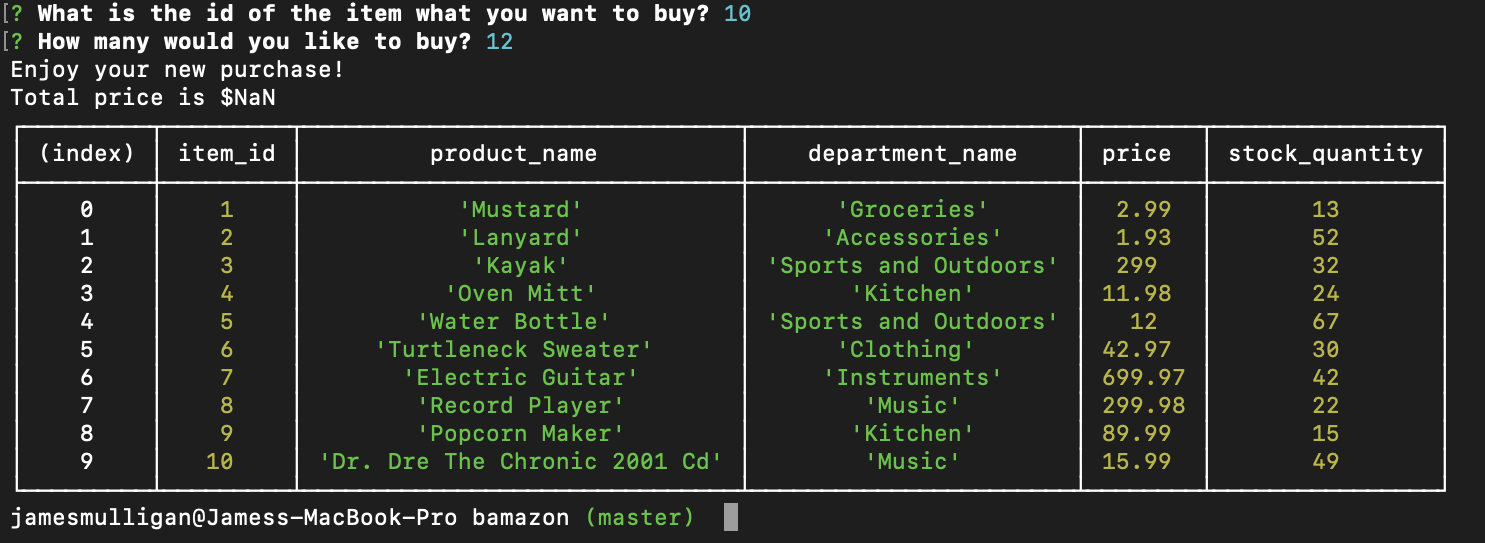 [? What is the id of the item what you want to buy? 10
[? How many would you like to buy? 12
Enjoy your new purchase!
Total price is $NaN
(index) item_id product_name department_name price stock_quantity
0 1 'Mustard' 'Groceries' 2.99 13
1 2 'Lanyard' 'Accessories' 1.93 52
2 3 'Kayak' 'Sports and Outdoors' 299 32
3 4 'Oven Mitt' 'Kitchen' 11.98 24
4 5 'Water Bottle' 'Sports and Outdoors' 12 67
5 6 'Turtleneck Sweater' 'Clothing' 42.97 30
6 7 'Electric Guitar' 'Instruments' 699.97 42
7 8 'Record Player' 'Music' 299.98 22
8 9 'Popcorn Maker' 'Kitchen' 89.99 15
9 10 'Dr. Dre The Chronic 2001 Cd' 'Music' 15.99 49
jamesmulligan@Jamess-MacBook-Pro bamazon (master)